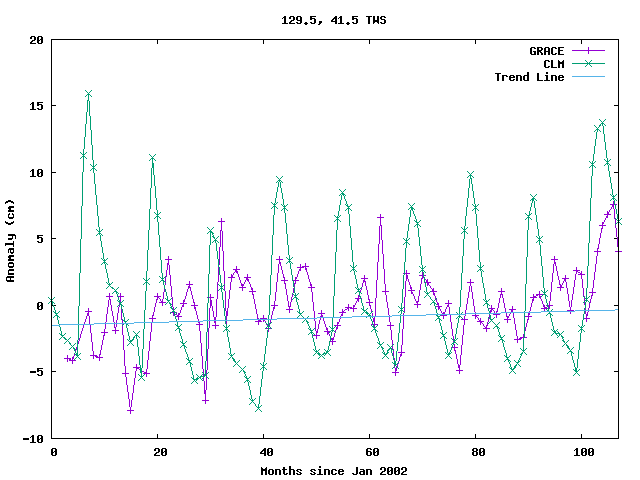 129.5, 41.5 TWS
GRACE
CLM
Trend Line
20
15
10
5
0
-5
-10
Anomaly (cm)
0 20 40 60 80 100
Months since Jan 2002